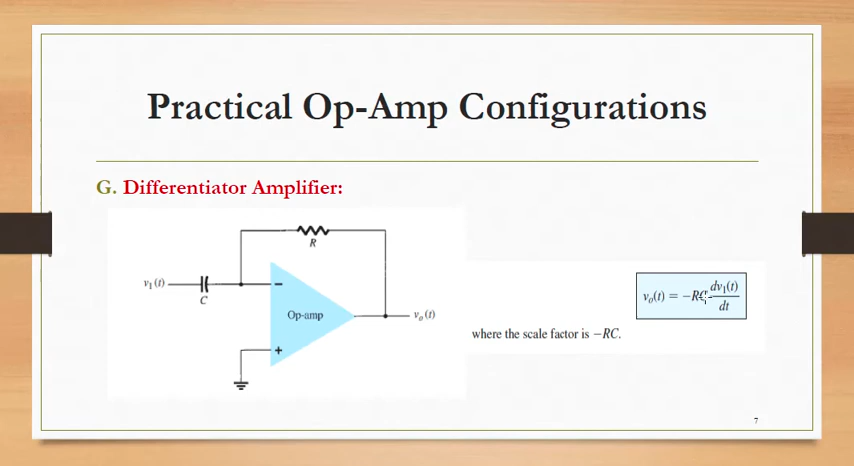 Practical Op-Amp Configurations
G. Differentiator Amplifier:
R
v₁ (t)
C
−
Op-amp
vₒ (t)
+
vₒ(t) = −RC dv₁(t)/dt
where the scale factor is −RC.
7